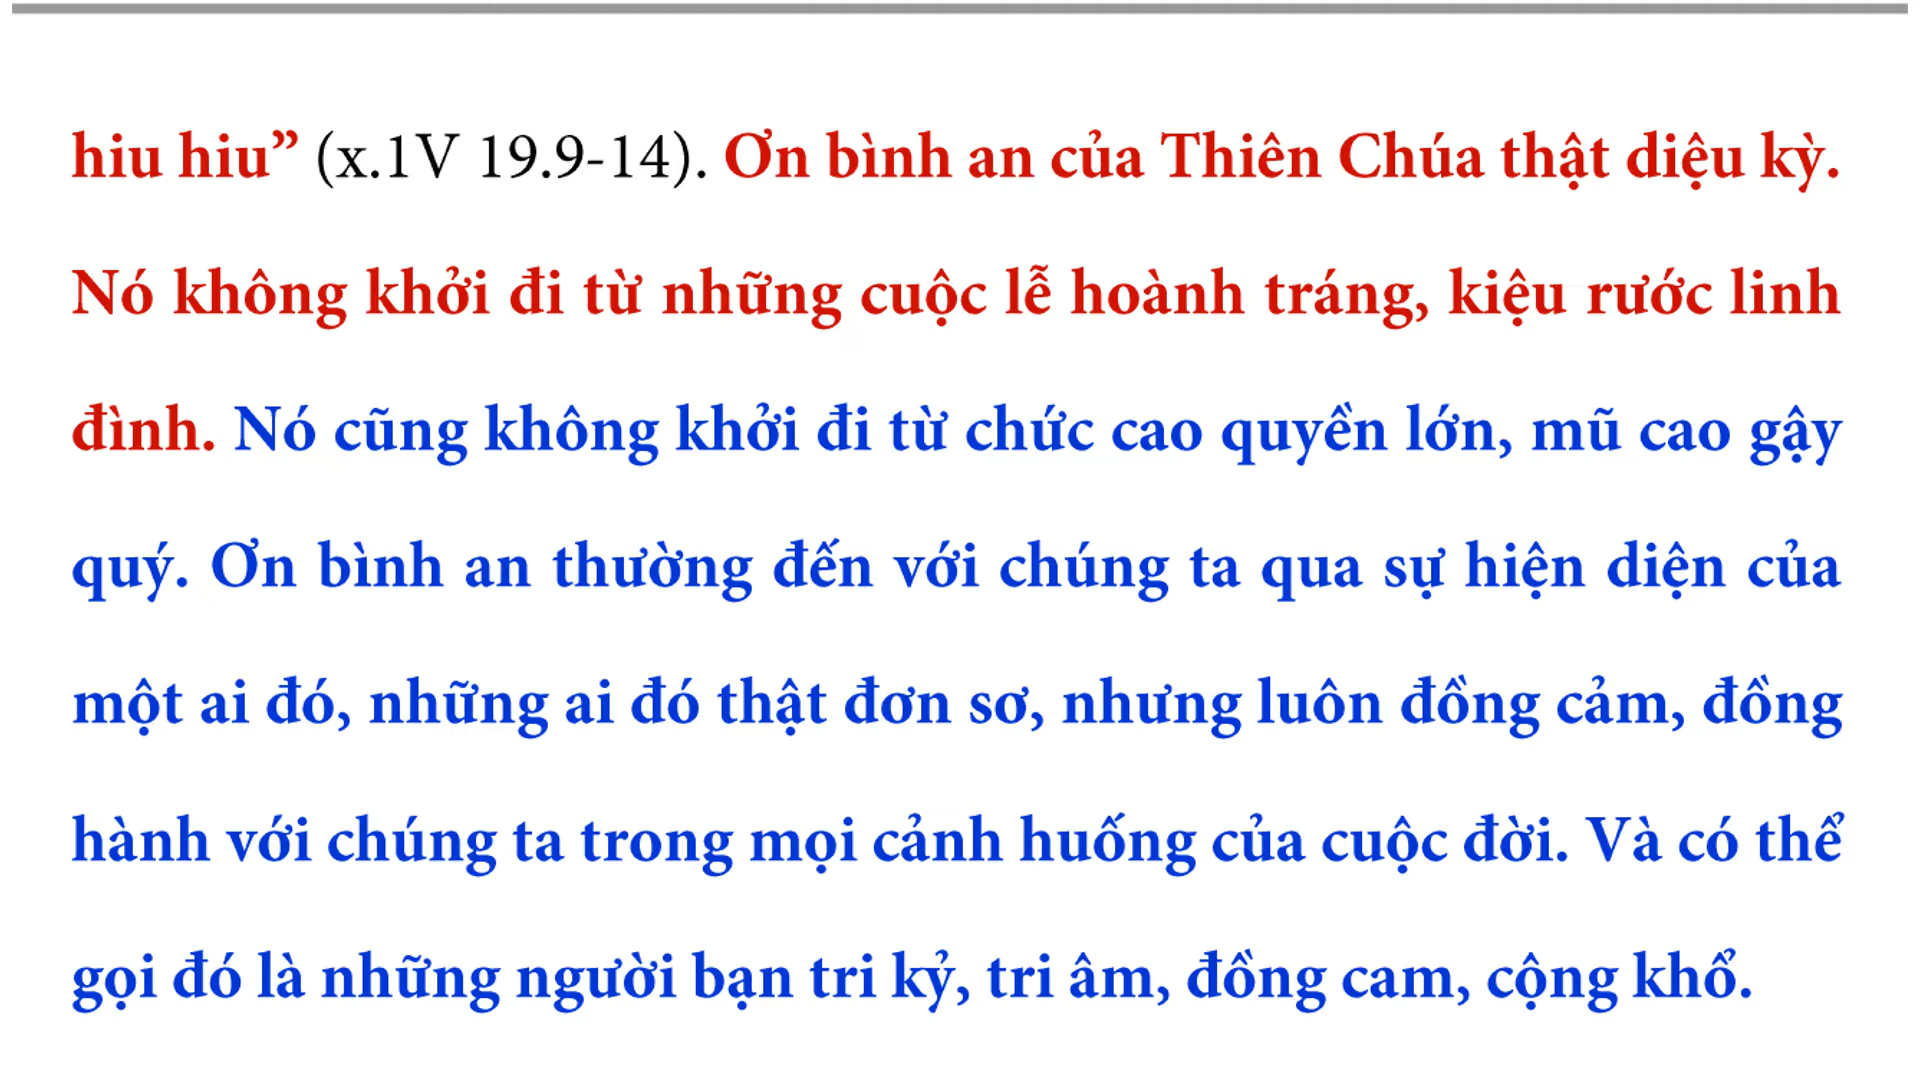 hiu hiu” (x.1V 19.9-14). Ơn bình an của Thiên Chúa thật diệu kỳ.
Nó không khởi đi từ những cuộc lễ hoành tráng, kiệu rước linh
đình. Nó cũng không khởi đi từ chức cao quyền lớn, mũ cao gậy
quý. Ơn bình an thường đến với chúng ta qua sự hiện diện của
một ai đó, những ai đó thật đơn sơ, nhưng luôn đồng cảm, đồng
hành với chúng ta trong mọi cảnh huống của cuộc đời. Và có thể
gọi đó là những người bạn tri kỷ, tri âm, đồng cam, cộng khổ.